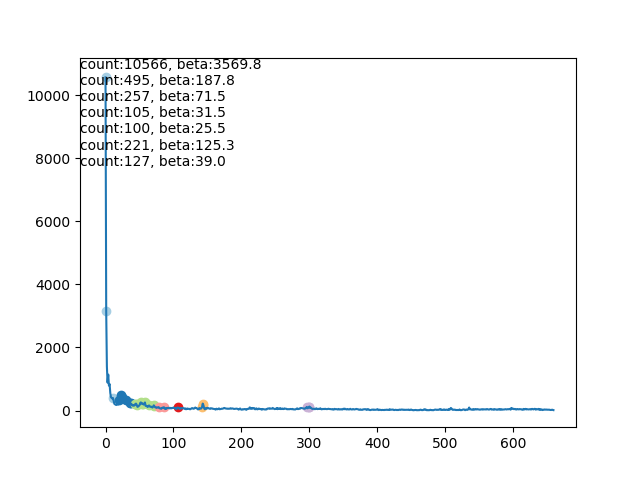 count:10566, beta:3569.8
count:495, beta:187.8
count:257, beta:71.5
count:105, beta:31.5
count:100, beta:25.5
count:221, beta:125.3
count:127, beta:39.0
10000
8000
6000
4000
2000
0
0 100 200 300 400 500 600